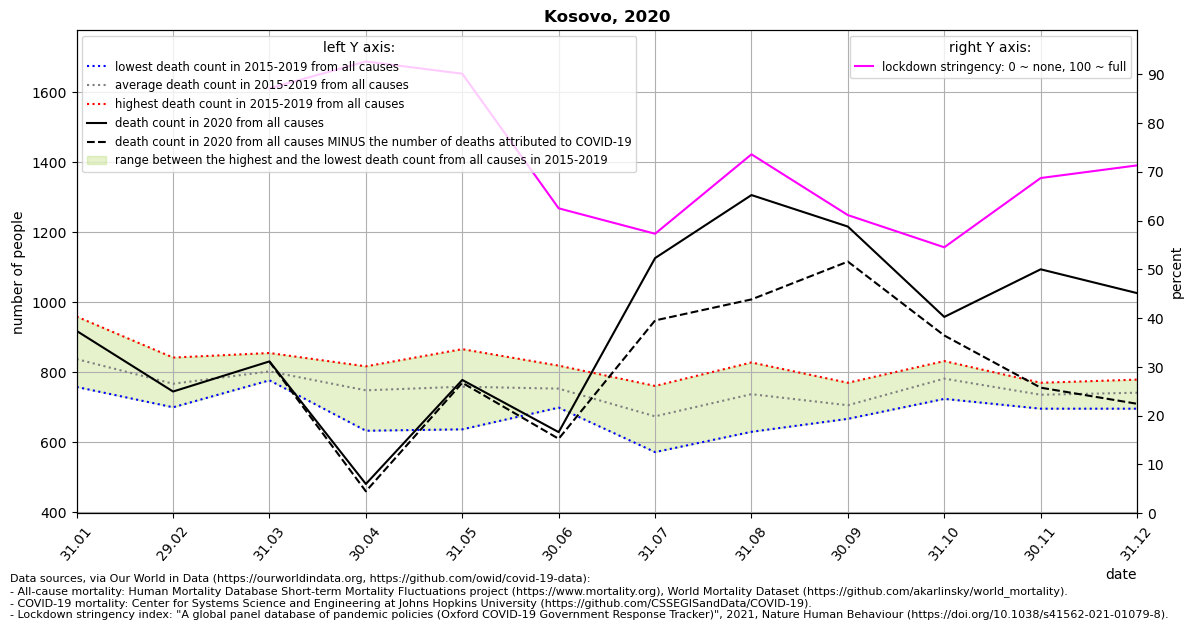 Kosovo, 2020
left Y axis:
lowest death count in 2015-2019 from all causes
average death count in 2015-2019 from all causes
highest death count in 2015-2019 from all causes
death count in 2020 from all causes
death count in 2020 from all causes MINUS the number of deaths attributed to COVID-19
range between the highest and the lowest death count from all causes in 2015-2019
right Y axis:
lockdown stringency: 0 ~ none, 100 ~ full
number of people
1600
1400
1200
1000
800
600
400
percent
90
80
70
60
50
40
30
20
10
0
31.01
29.02
31.03
30.04
31.05
30.06
31.07
31.08
30.09
31.10
30.11
31.12
date
Data sources, via Our World in Data (https://ourworldindata.org, https://github.com/owid/covid-19-data):
- All-cause mortality: Human Mortality Database Short-term Mortality Fluctuations project (https://www.mortality.org), World Mortality Dataset (https://github.com/akarlinsky/world_mortality).
- COVID-19 mortality: Center for Systems Science and Engineering at Johns Hopkins University (https://github.com/CSSEGISandData/COVID-19).
- Lockdown stringency index: "A global panel database of pandemic policies (Oxford COVID-19 Government Response Tracker)", 2021, Nature Human Behaviour (https://doi.org/10.1038/s41562-021-01079-8).